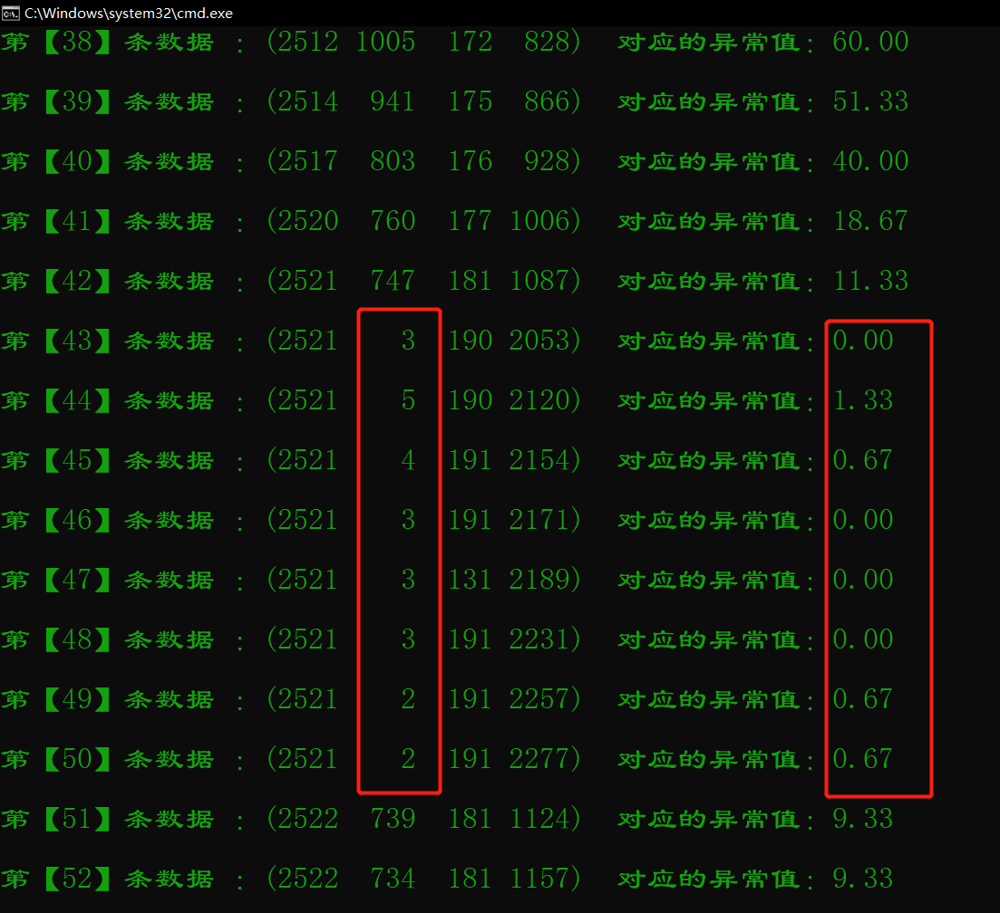 C:\Windows\system32\cmd.exe
第【38】条数据 : (2512 1005 172 828) 对应的异常值: 60.00
第【39】条数据 : (2514 941 175 866) 对应的异常值: 51.33
第【40】条数据 : (2517 803 176 928) 对应的异常值: 40.00
第【41】条数据 : (2520 760 177 1006) 对应的异常值: 18.67
第【42】条数据 : (2521 747 181 1087) 对应的异常值: 11.33
第【43】条数据 : (2521 3 190 2053) 对应的异常值: 0.00
第【44】条数据 : (2521 5 190 2120) 对应的异常值: 1.33
第【45】条数据 : (2521 4 191 2154) 对应的异常值: 0.67
第【46】条数据 : (2521 3 191 2171) 对应的异常值: 0.00
第【47】条数据 : (2521 3 131 2189) 对应的异常值: 0.00
第【48】条数据 : (2521 3 191 2231) 对应的异常值: 0.00
第【49】条数据 : (2521 2 191 2257) 对应的异常值: 0.67
第【50】条数据 : (2521 2 191 2277) 对应的异常值: 0.67
第【51】条数据 : (2522 739 181 1124) 对应的异常值: 9.33
第【52】条数据 : (2522 734 181 1157) 对应的异常值: 9.33